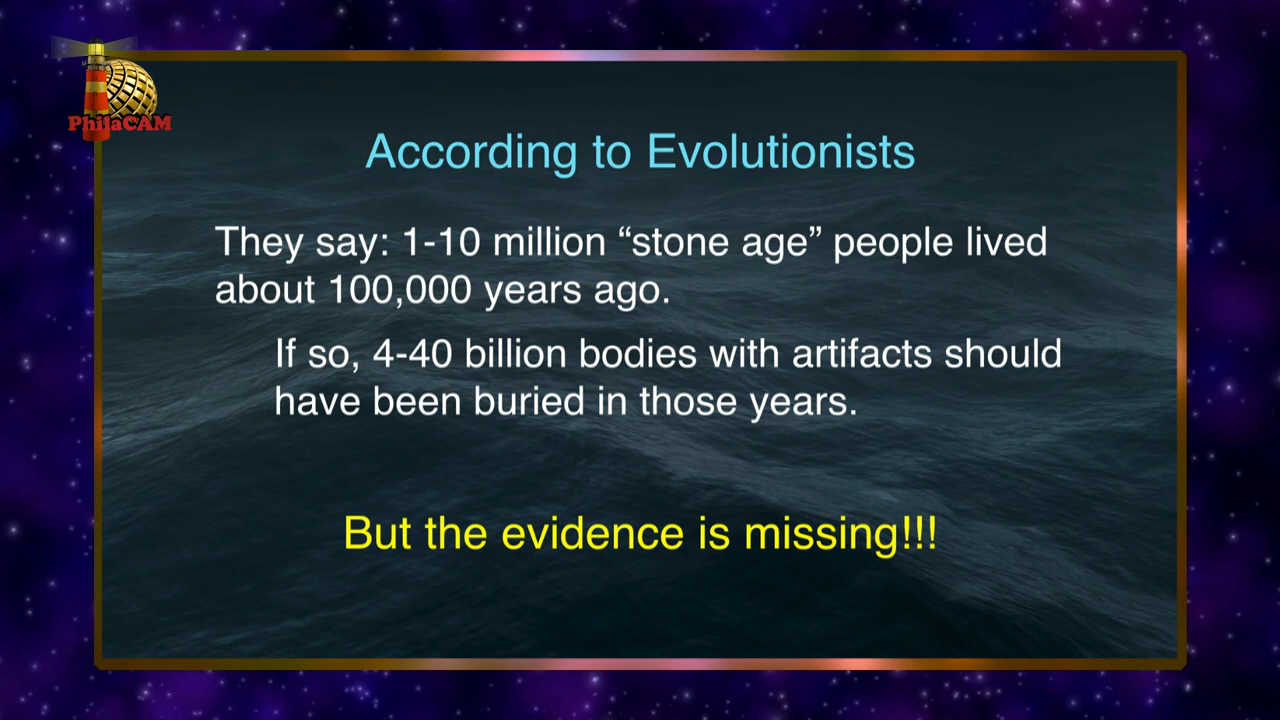 PhilaCAM
According to Evolutionists
They say: 1-10 million “stone age” people lived
about 100,000 years ago.
If so, 4-40 billion bodies with artifacts should
have been buried in those years.
But the evidence is missing!!!